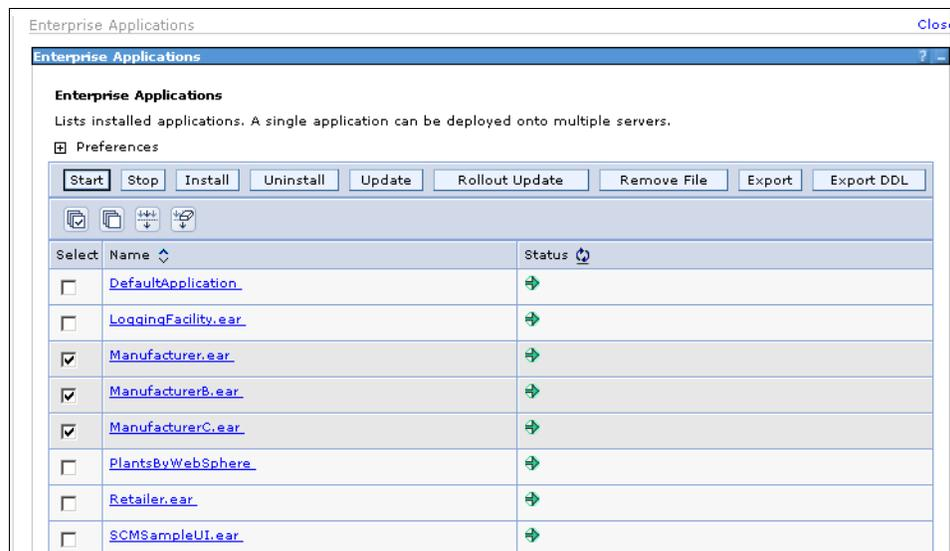 Enterprise Applications Close
Enterprise Applications ? _
Enterprise Applications
Lists installed applications. A single application can be deployed onto multiple servers.
Preferences
Start Stop Install Uninstall Update Rollout Update Remove File Export Export DDL
Select Name Status
DefaultApplication
LoggingFacility.ear
Manufacturer.ear
ManufacturerB.ear
ManufacturerC.ear
PlantsByWebSphere
Retailer.ear
SCMSampleUI.ear